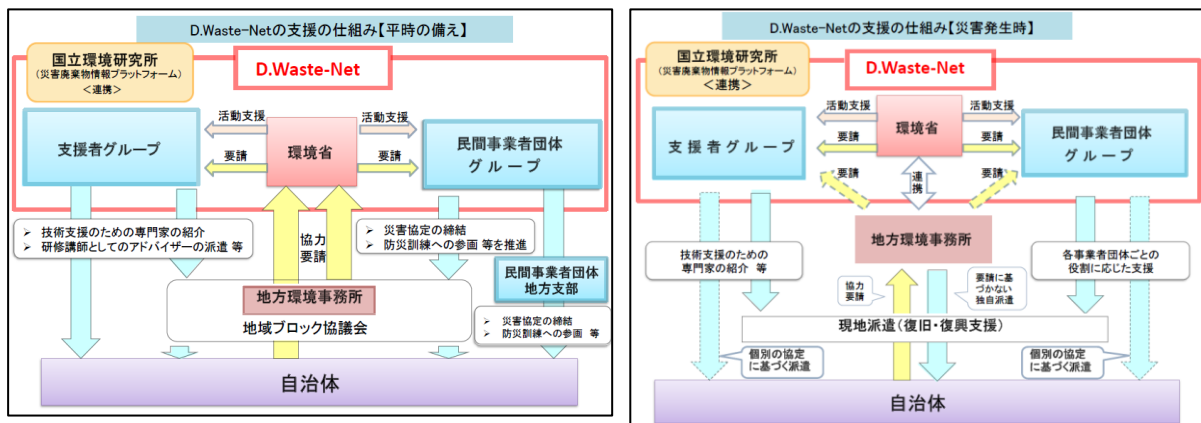 D.Waste-Netの支援の仕組み【平時の備え】
国立環境研究所
（災害廃棄物情報プラットフォーム）
＜連携＞
D.Waste-Net
支援者グループ
活動支援
要請
環境省
活動支援
要請
民間事業者団体
グループ
➢ 技術支援のための専門家の紹介
➢ 研修講師としてのアドバイザーの派遣 等
協力
要請
➢ 災害協定の締結
➢ 防災訓練への参画 等を推進
民間事業者団体
地方支部
地方環境事務所
地域ブロック協議会
➢ 災害協定の締結
➢ 防災訓練への参画 等
自治体
D.Waste-Netの支援の仕組み【災害発生時】
国立環境研究所
（災害廃棄物情報プラットフォーム）
＜連携＞
D.Waste-Net
支援者グループ
活動支援
要請
要請
環境省
連携
活動支援
要請
要請
民間事業者団体
グループ
地方環境事務所
技術支援のための
専門家の紹介 等
各事業者団体ごとの
役割に応じた支援
協力
要請
要請に基
づかない
独自派遣
現地派遣（復旧・復興支援）
個別の協定
に基づく派遣
個別の協定
に基づく派遣
自治体